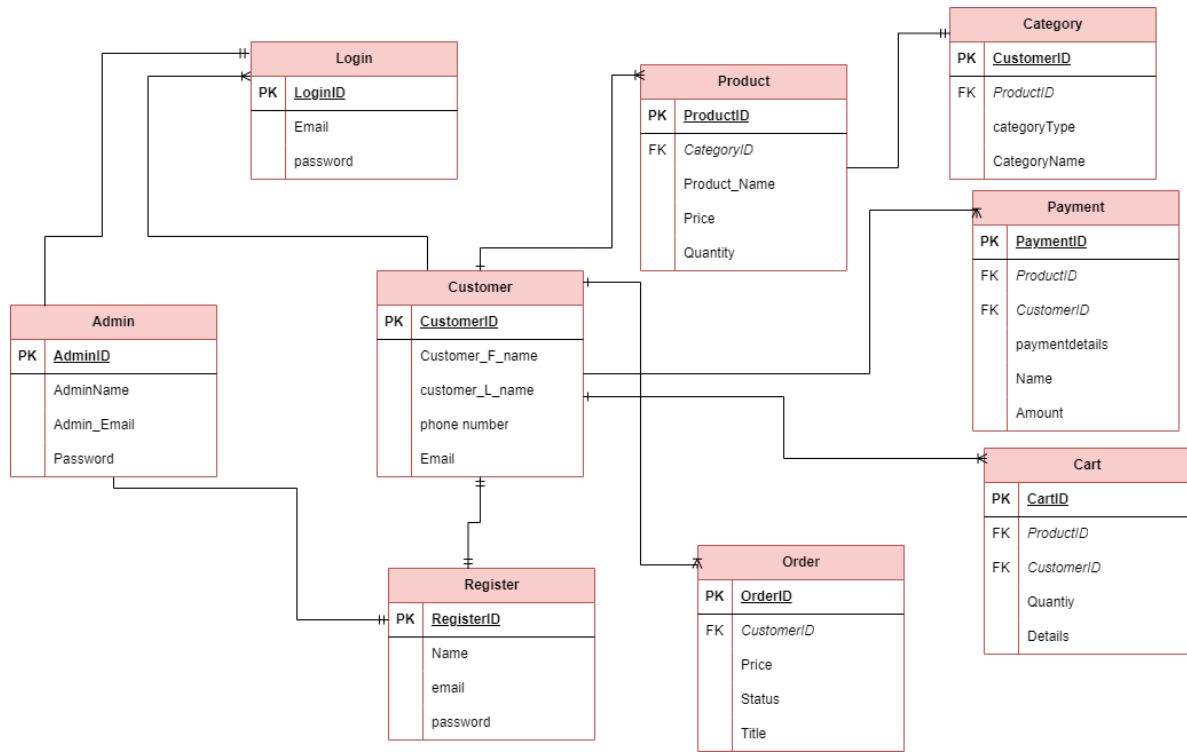 Login
PK LoginID
Email
password
Product
PK ProductID
FK CategoryID
Product_Name
Price
Quantity
Category
PK CustomerID
FK ProductID
categoryType
CategoryName
Payment
PK PaymentID
FK ProductID
FK CustomerID
paymentdetails
Name
Amount
Admin
PK AdminID
AdminName
Admin_Email
Password
Customer
PK CustomerID
Customer_F_name
customer_L_name
phone number
Email
Cart
PK CartID
FK ProductID
FK CustomerID
Quantiy
Details
Register
PK RegisterID
Name
email
password
Order
PK OrderID
FK CustomerID
Price
Status
Title